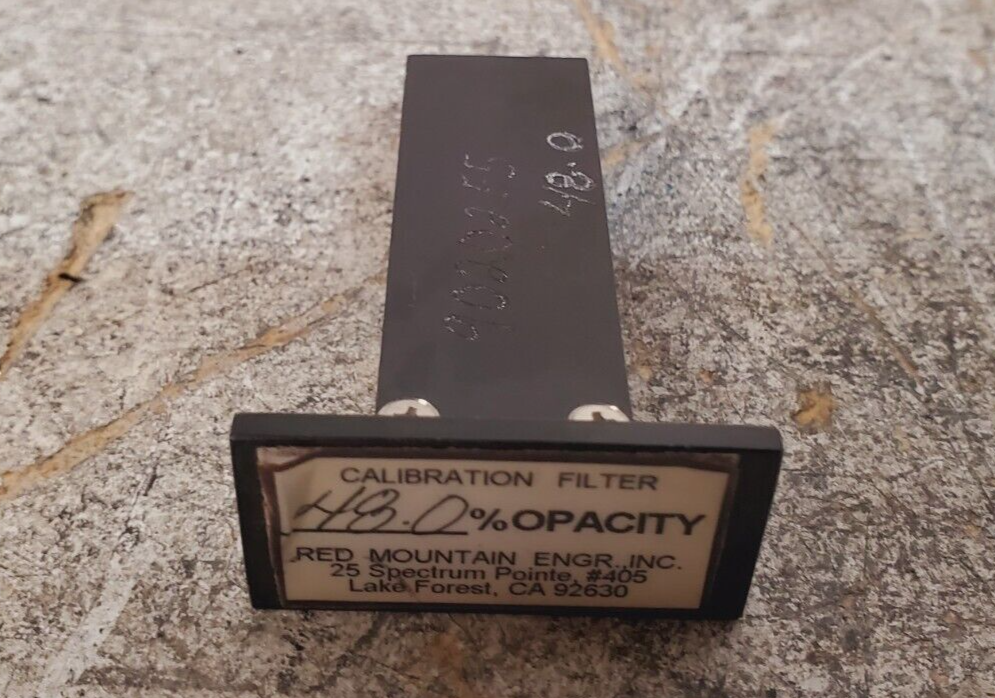 48.0
CALIBRATION FILTER
48.0 % OPACITY
RED MOUNTAIN ENGR., INC.
25 Spectrum Pointe, #405
Lake Forest, CA 92630